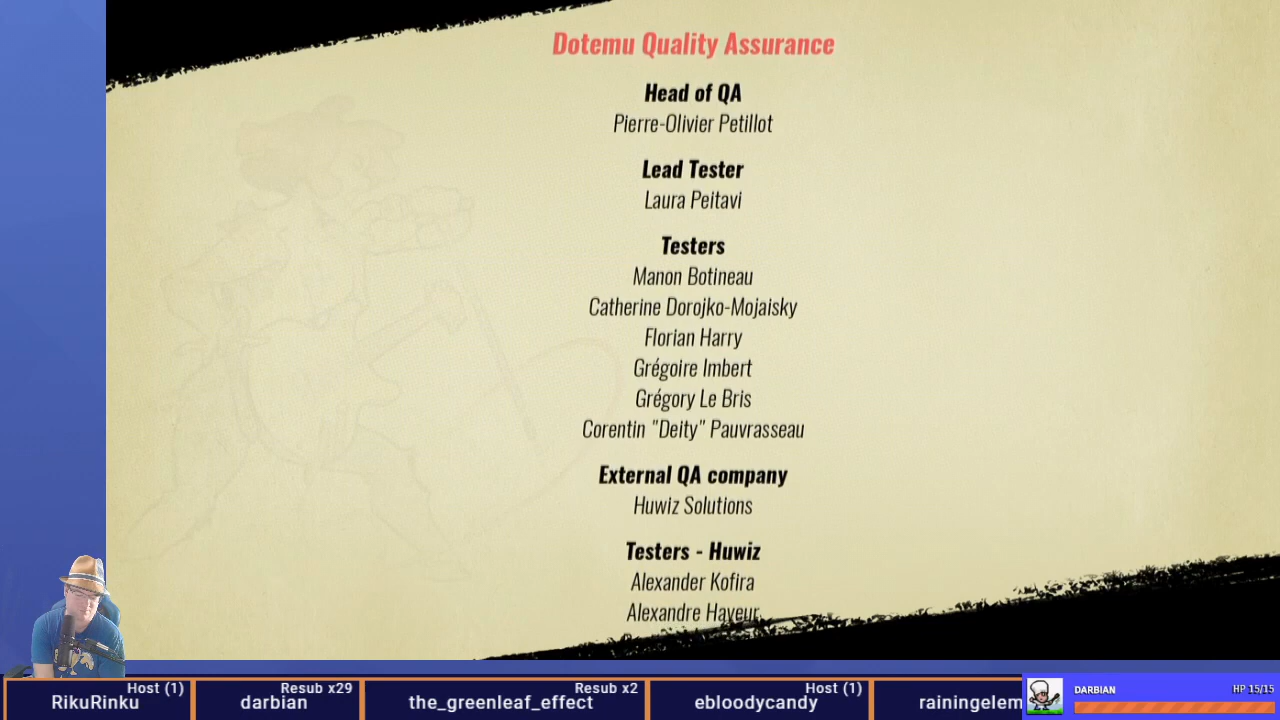 Dotemu Quality Assurance
Head of QA
Pierre-Olivier Petillot
Lead Tester
Laura Peitavi
Testers
Manon Botineau
Catherine Dorojko-Mojaisky
Florian Harry
Grégoire Imbert
Grégory Le Bris
Corentin "Deity" Pauvrasseau
External QA company
Huwiz Solutions
Testers - Huwiz
Alexander Kofira
Alexandre Hayeur
Host (1)
RikuRinku
Resub x29
darbian
Resub x2
the_greenleaf_effect
Host (1)
ebloodycandy
rainingelem
DARBIAN HP 15/15